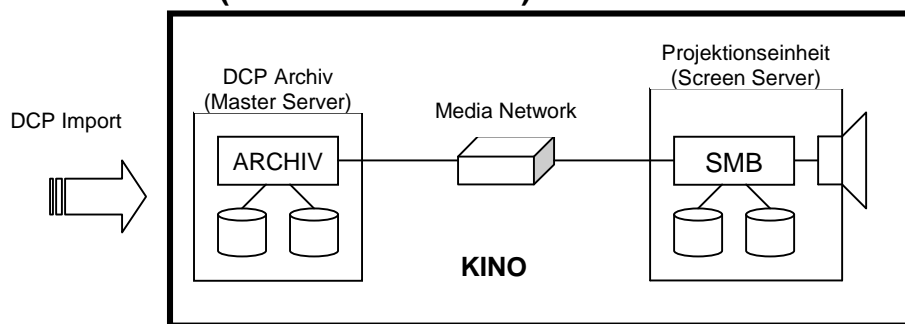 DCP Import
DCP Archiv
(Master Server)
ARCHIV
Media Network
Projektionseinheit
(Screen Server)
SMB
KINO